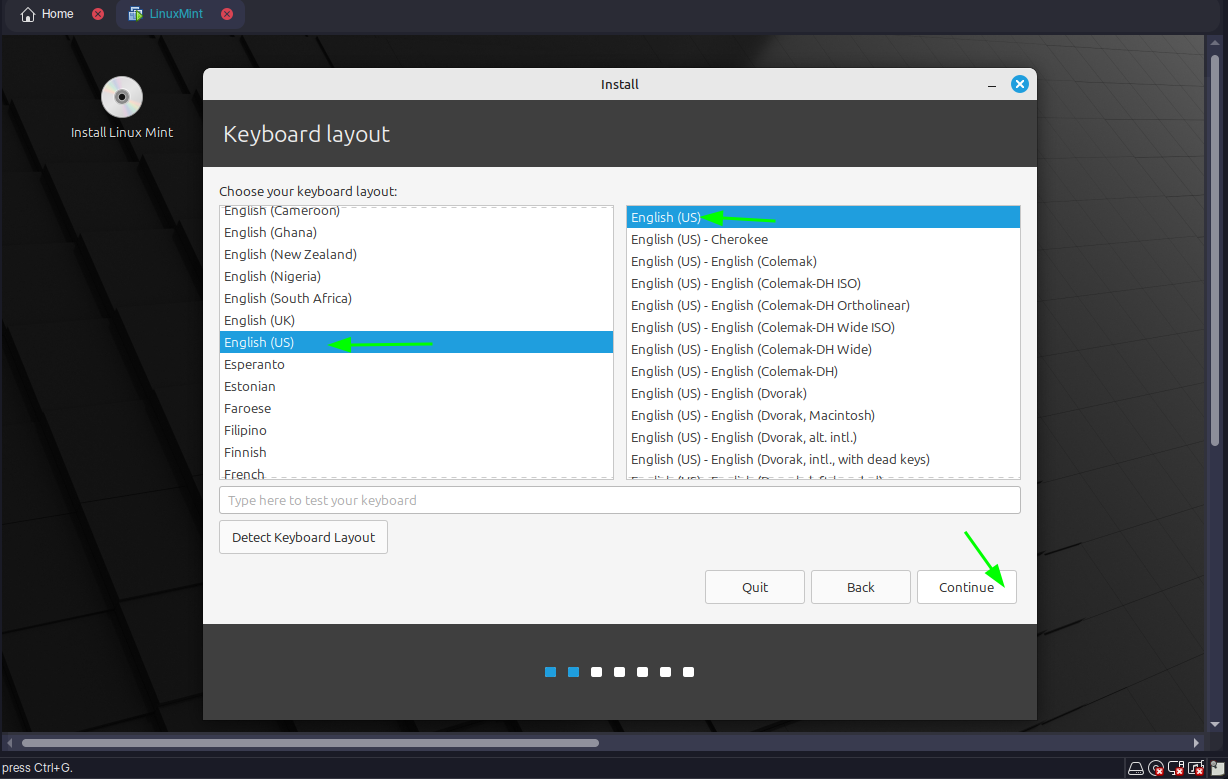 Home
LinuxMint
Install Linux Mint
Install
Keyboard layout
Choose your keyboard layout:
English (Cameroon)
English (Ghana)
English (New Zealand)
English (Nigeria)
English (South Africa)
English (UK)
English (US)
Esperanto
Estonian
Faroese
Filipino
Finnish
French
English (US)
English (US) - Cherokee
English (US) - English (Colemak)
English (US) - English (Colemak-DH ISO)
English (US) - English (Colemak-DH Ortholinear)
English (US) - English (Colemak-DH Wide ISO)
English (US) - English (Colemak-DH Wide)
English (US) - English (Colemak-DH)
English (US) - English (Dvorak)
English (US) - English (Dvorak, Macintosh)
English (US) - English (Dvorak, alt. intl.)
English (US) - English (Dvorak, intl., with dead keys)
Type here to test your keyboard
Detect Keyboard Layout
Quit
Back
Continue
press Ctrl+G.